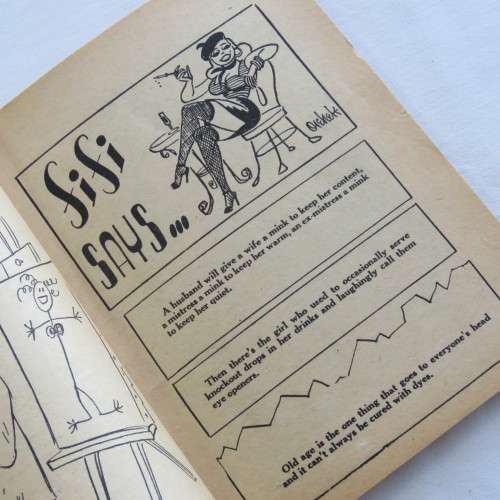 FiFi
SAYS...
A husband will give a wife a mink to keep her content,
a mistress a mink to keep her warm, an ex-mistress a mink
to keep her quiet.
Then there's the girl who used to occasionally serve
knockout drops in her drinks and laughingly call them
eye openers.
Old age is the one thing that goes to everyone's head
and it can't always be cured with dyes.